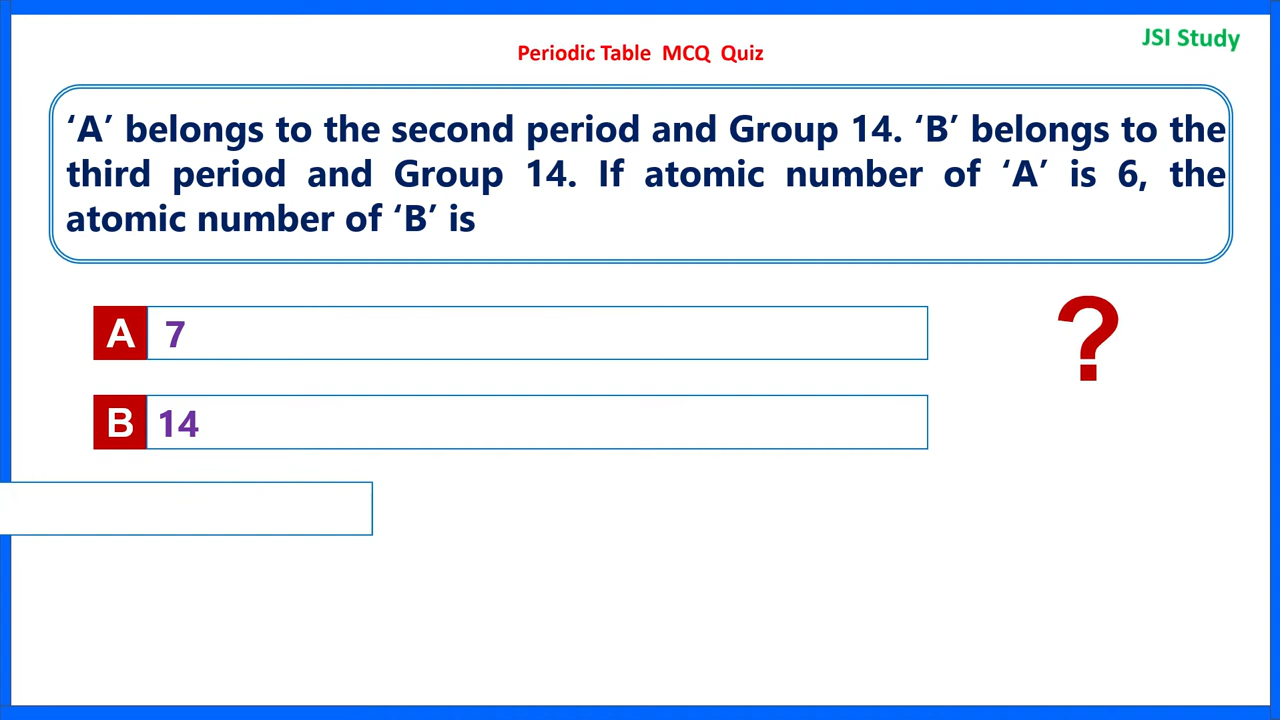 JSI Study
Periodic Table MCQ Quiz
‘A’ belongs to the second period and Group 14. ‘B’ belongs to the
third period and Group 14. If atomic number of ‘A’ is 6, the
atomic number of ‘B’ is
A 7
?
B 14